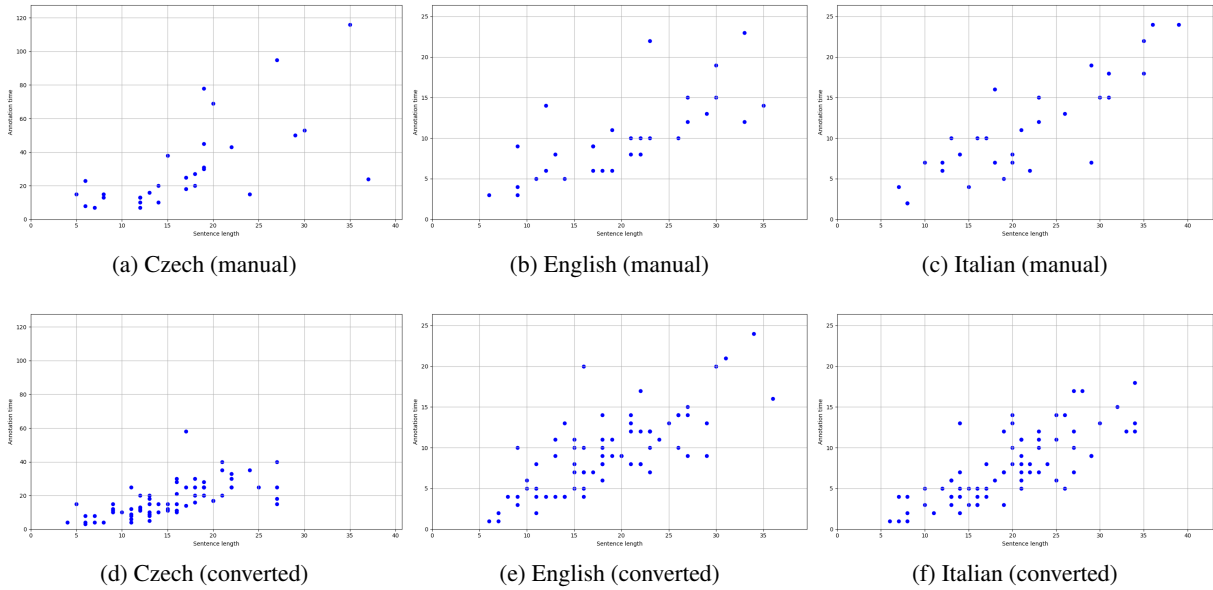 120
100
80
60
40
20
0
Annotation time
0 5 10 15 20 25 30 35 40
Sentence length
(a) Czech (manual)
25
20
15
10
5
0
Annotation time
0 5 10 15 20 25 30 35
Sentence length
(b) English (manual)
25
20
15
10
5
0
Annotation time
0 5 10 15 20 25 30 35 40
Sentence length
(c) Italian (manual)
120
100
80
60
40
20
0
Annotation time
0 5 10 15 20 25 30 35 40
Sentence length
(d) Czech (converted)
25
20
15
10
5
0
Annotation time
0 5 10 15 20 25 30 35
Sentence length
(e) English (converted)
25
20
15
10
5
0
Annotation time
0 5 10 15 20 25 30 35 40
Sentence length
(f) Italian (converted)